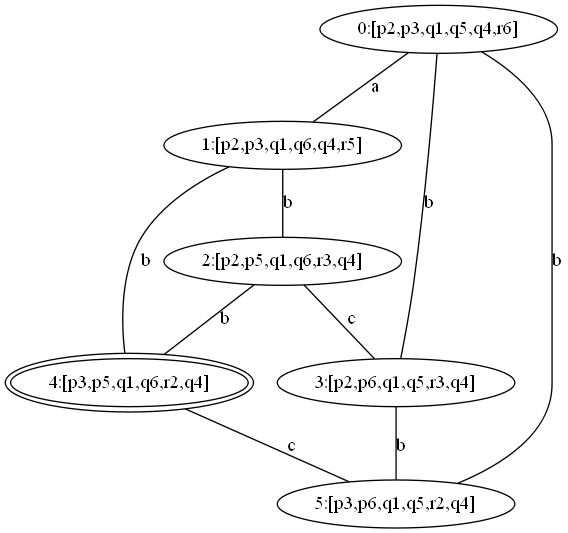 0:[p2,p3,q1,q5,q4,r6]
a
1:[p2,p3,q1,q6,q4,r5]
b
b
b
b
2:[p2,p5,q1,q6,r3,q4]
b
c
4:[p3,p5,q1,q6,r2,q4]
3:[p2,p6,q1,q5,r3,q4]
c
b
5:[p3,p6,q1,q5,r2,q4]